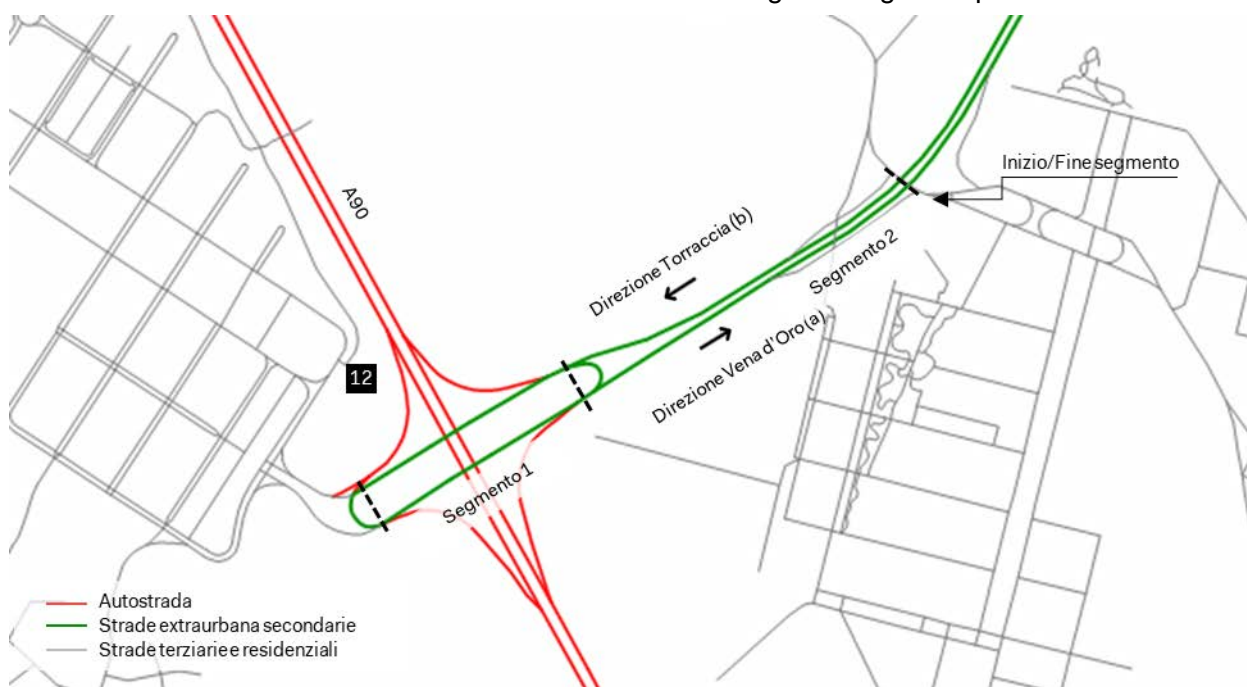 A90
Inizio/Fine segmento
Direzione Torraccia (b)
Segmento 2
Direzione Vena d'Oro (a)
12
Segmento 1
Autostrada
Strade extraurbana secondarie
Strade terziarie e residenziali